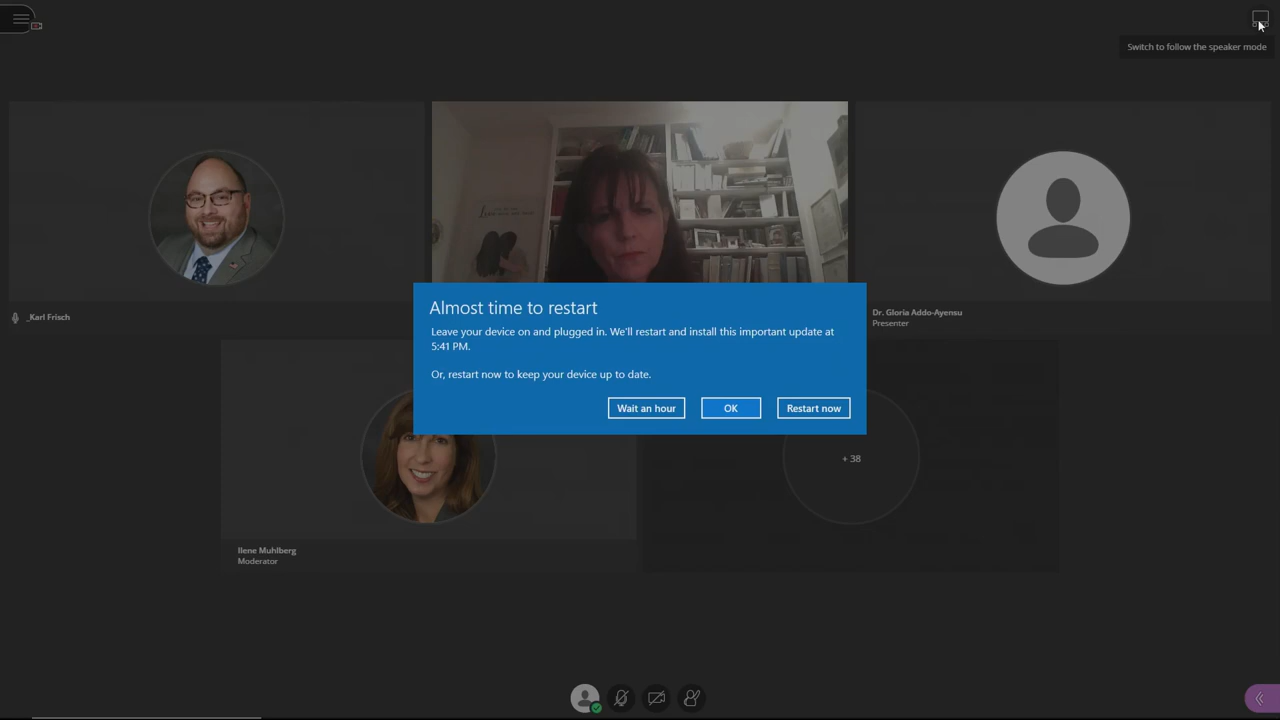 Switch to follow the speaker mode
_Karl Frisch
Dr. Gloria Addo-Ayensu
Presenter
Almost time to restart
Leave your device on and plugged in. We'll restart and install this important update at
5:41 PM.
Or, restart now to keep your device up to date.
Wait an hour
OK
Restart now
+ 38
Ilene Muhlberg
Moderator